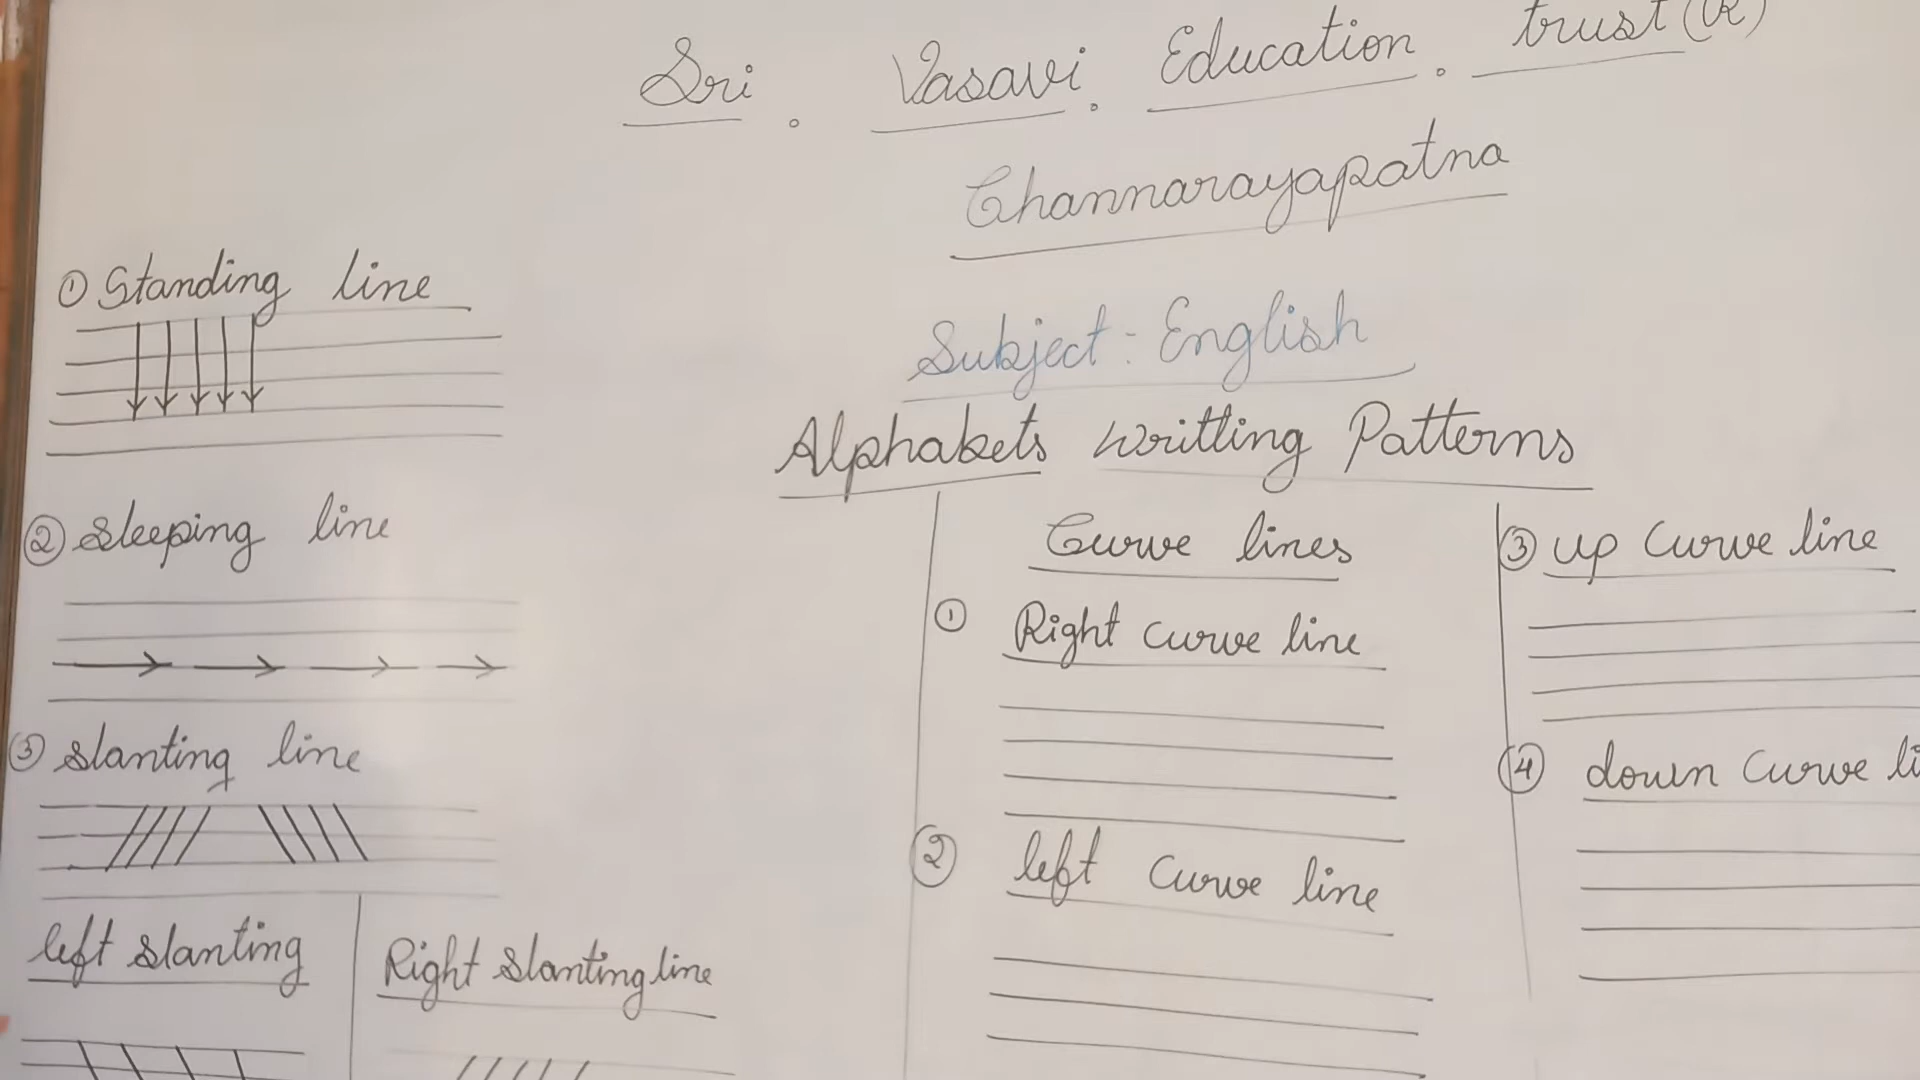 Sri. Vasavi. Education. trust (R)
Channarayapatna
Subject: English
Alphabets writting Patterns
① Standing line
② sleeping line
③ slanting line
left slanting
Right slanting line
Curve lines
① Right curve line
② left curve line
③ up curve line
④ down curve li